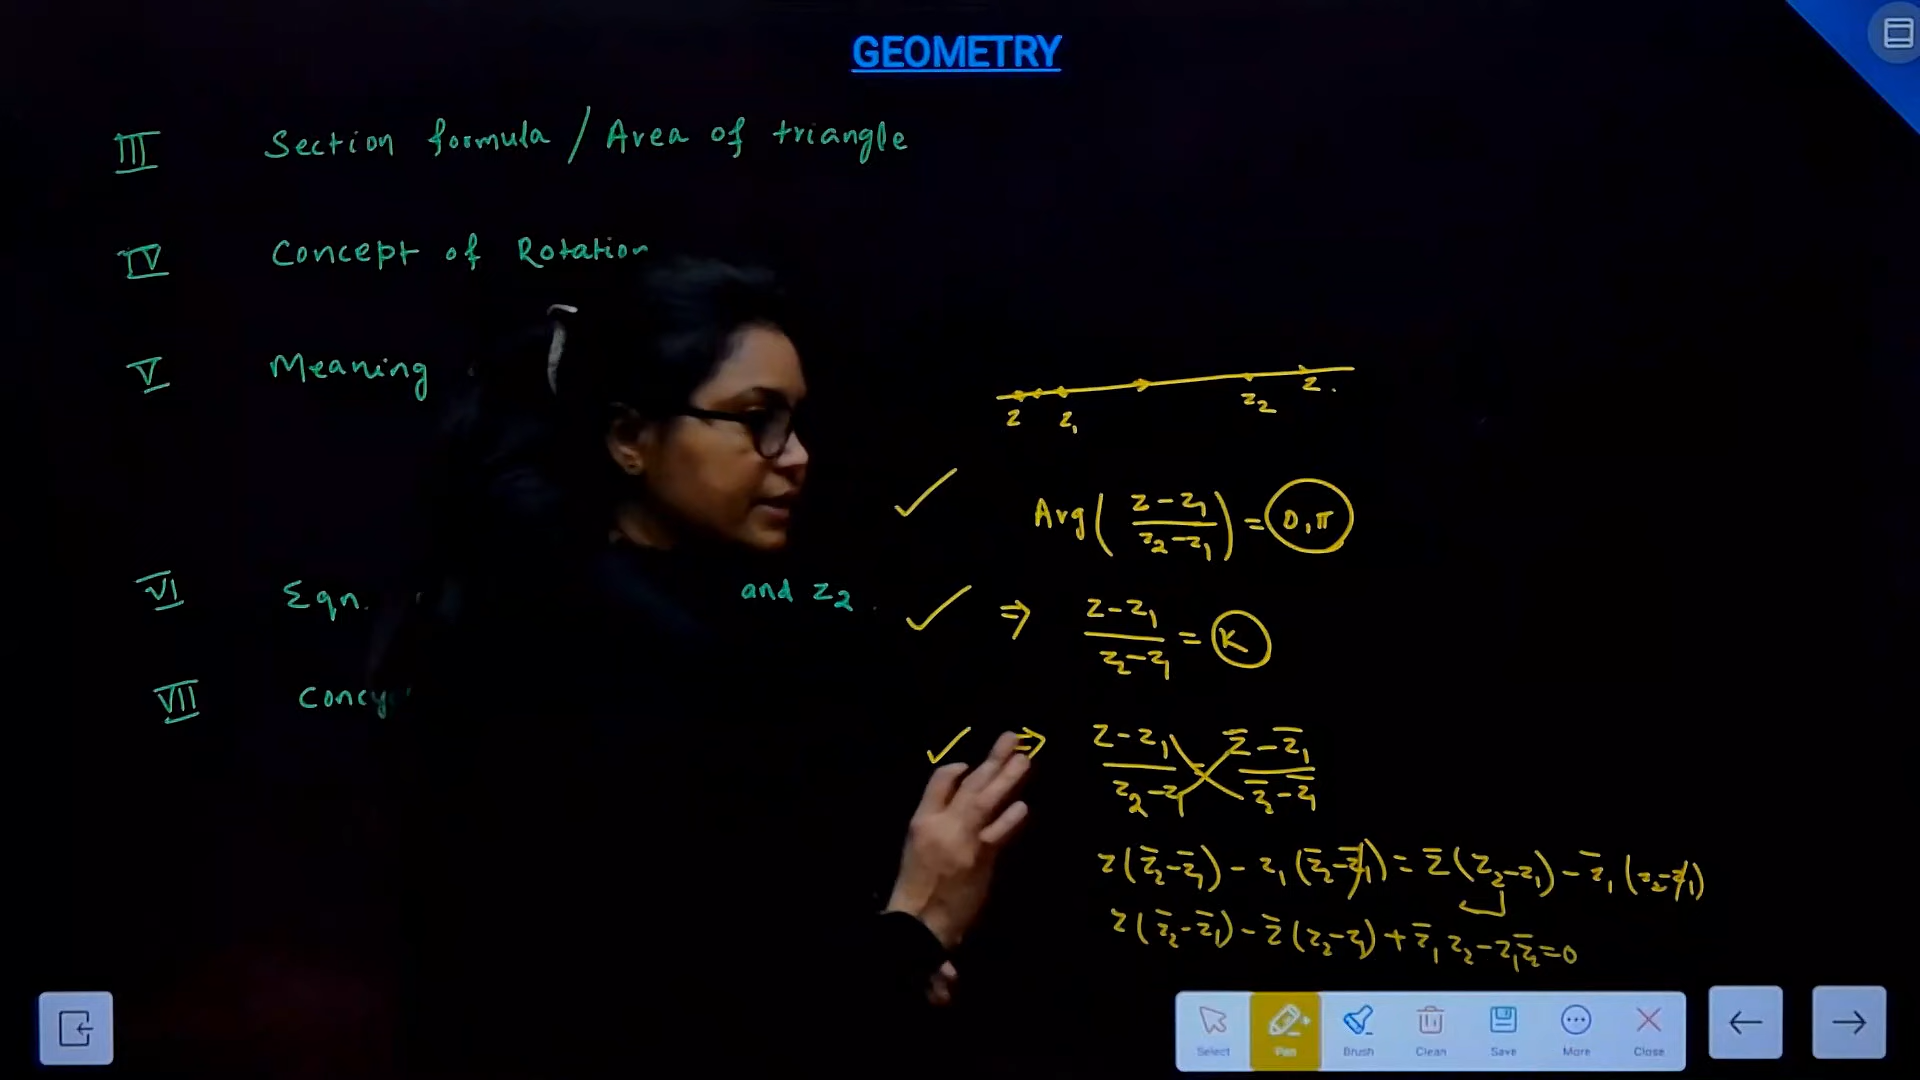 GEOMETRY
III Section formula / Area of triangle
IV Concept of Rotation
V Meaning
z z₁ z₂ z.
Arg((z-z₁)/(z₂-z₁)) = 0,π
VI Eqn. and z₂.
⇒ (z-z₁)/(z₂-z₁) = K
VII
⇒ (z-z₁)/(z₂-z₁) = (z̄-z̄₁)/(z̄₂-z̄₁)
z(z̄₂-z̄₁) - z₁(z̄₂-z̄₁) = z̄(z₂-z₁) - z̄₁(z₂-z₁)
z(z̄₂-z̄₁) - z̄(z₂-z₁) + z̄₁z₂ - z₁z̄₂ = 0
Select Pen Brush Clean Save More Close